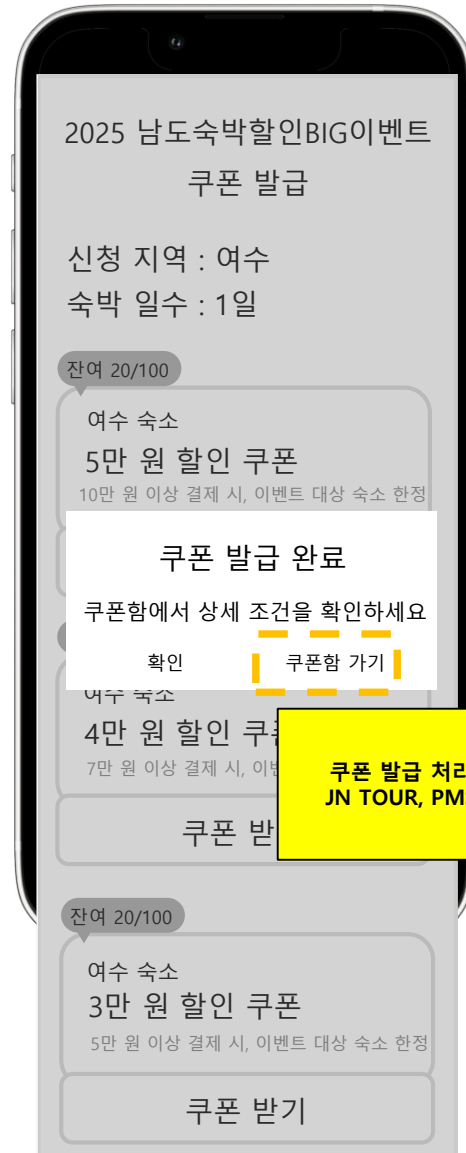 2025 남도숙박할인BIG이벤트
쿠폰 발급
신청 지역 : 여수
숙박 일수 : 1일
잔여 20/100
여수 숙소
5만 원 할인 쿠폰
10만 원 이상 결제 시, 이벤트 대상 숙소 한정
쿠폰 발급 완료
쿠폰함에서 상세 조건을 확인하세요
확인
쿠폰함 가기
여수 숙소
4만 원 할인
7만 원 이상 결제 시,
쿠폰 발급 처리
JN TOUR,
쿠폰
잔여 20/100
여수 숙소
3만 원 할인 쿠폰
5만 원 이상 결제 시, 이벤트 대상 숙소 한정
쿠폰 받기